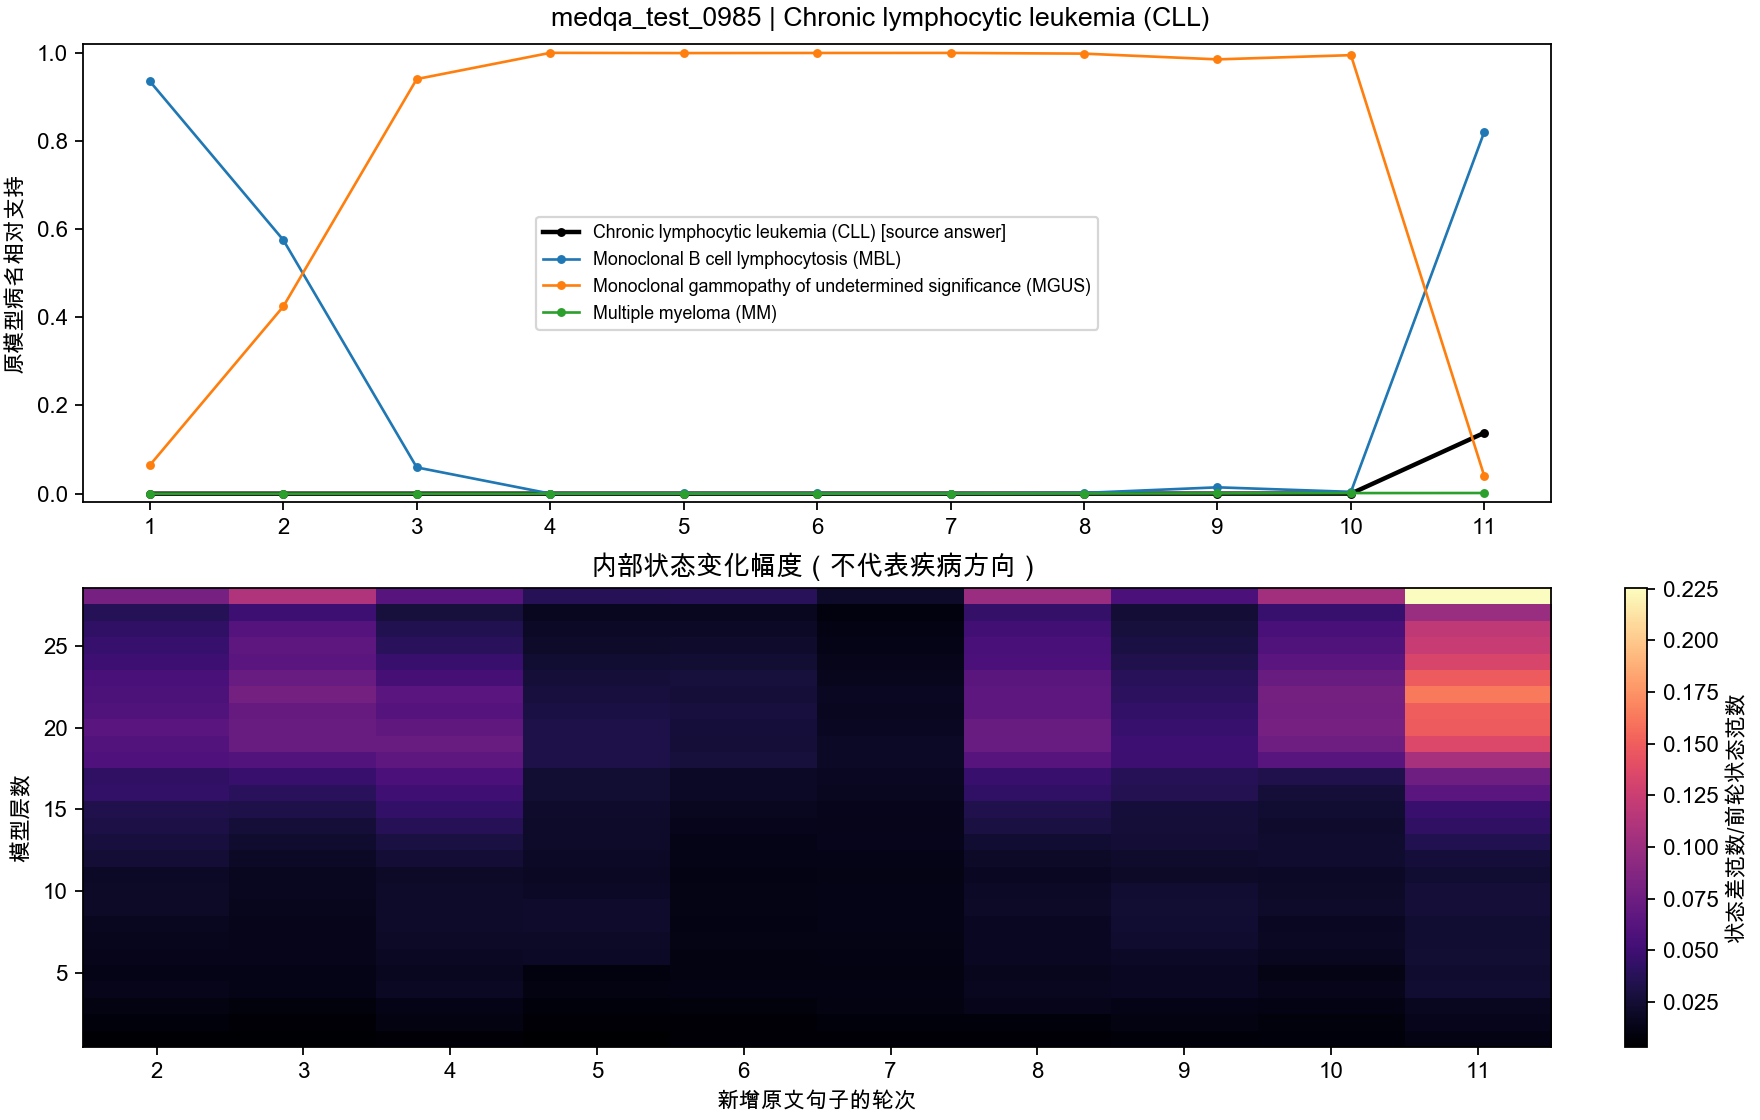 medqa_test_0985 | Chronic lymphocytic leukemia (CLL)
原模型病名相对支持
1.0
0.8
0.6
0.4
0.2
0.0
Chronic lymphocytic leukemia (CLL) [source answer]
Monoclonal B cell lymphocytosis (MBL)
Monoclonal gammopathy of undetermined significance (MGUS)
Multiple myeloma (MM)
1 2 3 4 5 6 7 8 9 10 11
内部状态变化幅度（不代表疾病方向）
模型层数
25
20
15
10
5
2 3 4 5 6 7 8 9 10 11
新增原文句子的轮次
0.225
0.200
0.175
0.150
0.125
0.100
0.075
0.050
0.025
状态差范数/前轮状态范数